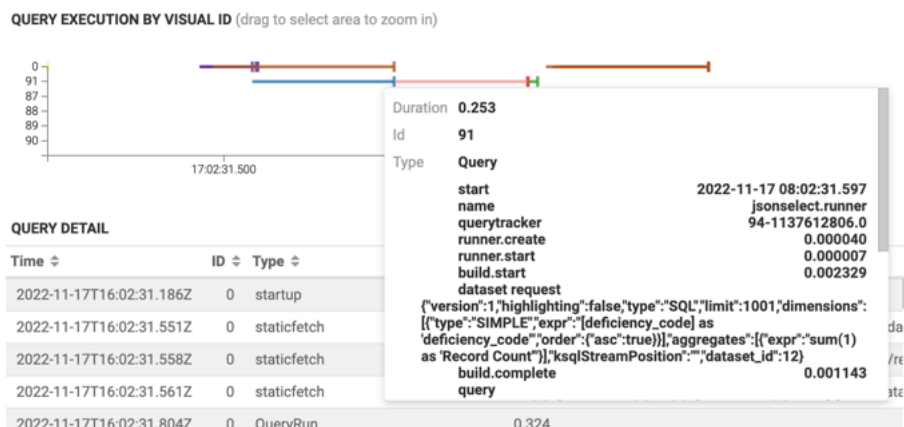 QUERY EXECUTION BY VISUAL ID (drag to select area to zoom in)
0
91
87
88
89
90
17:02:31.500
Duration 0.253
Id 91
Type Query
start 2022-11-17 08:02:31.597
name jsonselect.runner
querytracker 94-1137612806.0
runner.create 0.000040
runner.start 0.000007
build.start 0.002329
dataset request
{"version":1,"highlighting":false,"type":"SQL","limit":1001,"dimensions":
[{"type":"SIMPLE","expr":"[deficiency_code] as
'deficiency_code'","order":{"asc":true}}],"aggregates":[{"expr":"sum(1)
as 'Record Count'"}],"ksqlStreamPosition":"","dataset_id":12}
build.complete 0.001143
query
QUERY DETAIL
Time ID Type
2022-11-17T16:02:31.186Z 0 startup
2022-11-17T16:02:31.551Z 0 staticfetch
2022-11-17T16:02:31.558Z 0 staticfetch
2022-11-17T16:02:31.561Z 0 staticfetch
2022-11-17T16:02:31.804Z 0 QueryRun 0.324